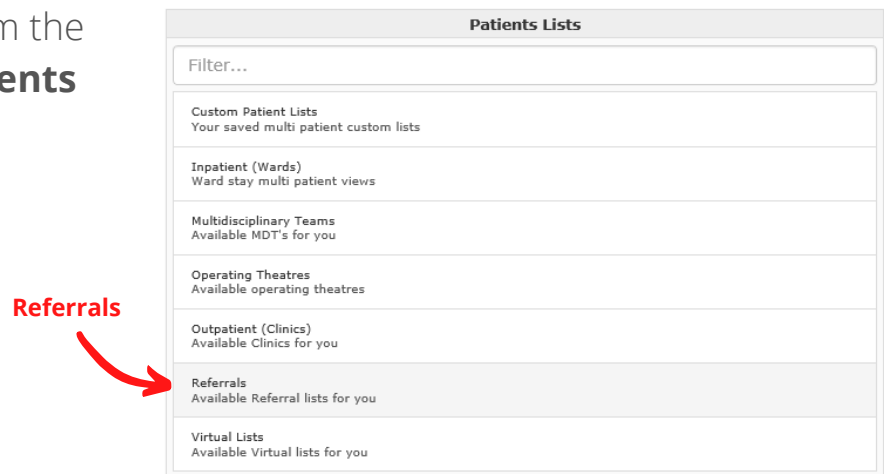 m the
ents
Patients Lists
Filter...
Custom Patient Lists
Your saved multi patient custom lists
Inpatient (Wards)
Ward stay multi patient views
Multidisciplinary Teams
Available MDT's for you
Operating Theatres
Available operating theatres
Referrals
Outpatient (Clinics)
Available Clinics for you
Referrals
Available Referral lists for you
Virtual Lists
Available Virtual lists for you